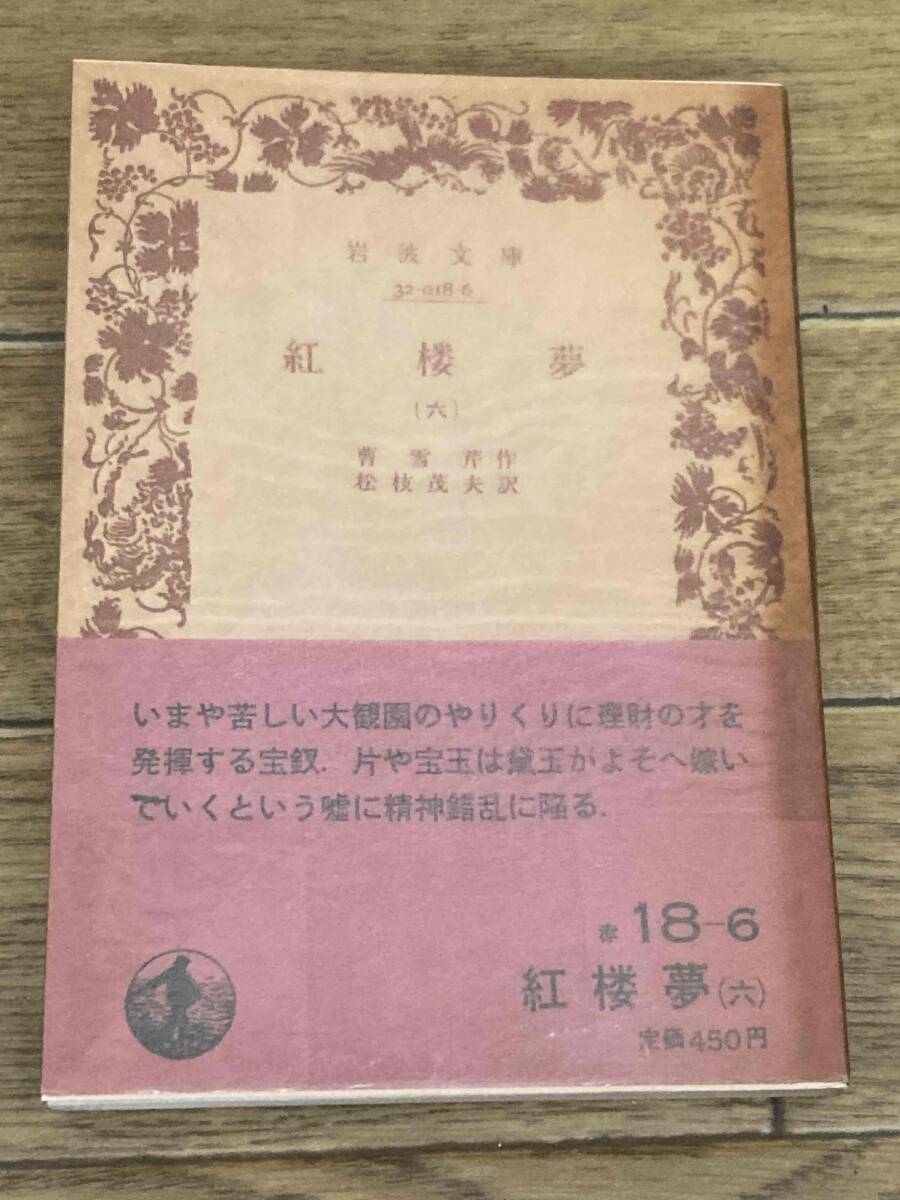 岩波文庫
32-018-6
紅楼夢
(六)
曹雪芹作
松枝茂夫訳
いまや苦しい大観園のやりくりに理財の才を
発揮する宝釵. 片や宝玉は黛玉がよそへ嫁い
でいくという嘘に精神錯乱に陥る.
赤 18-6
紅楼夢(六)
定価450円